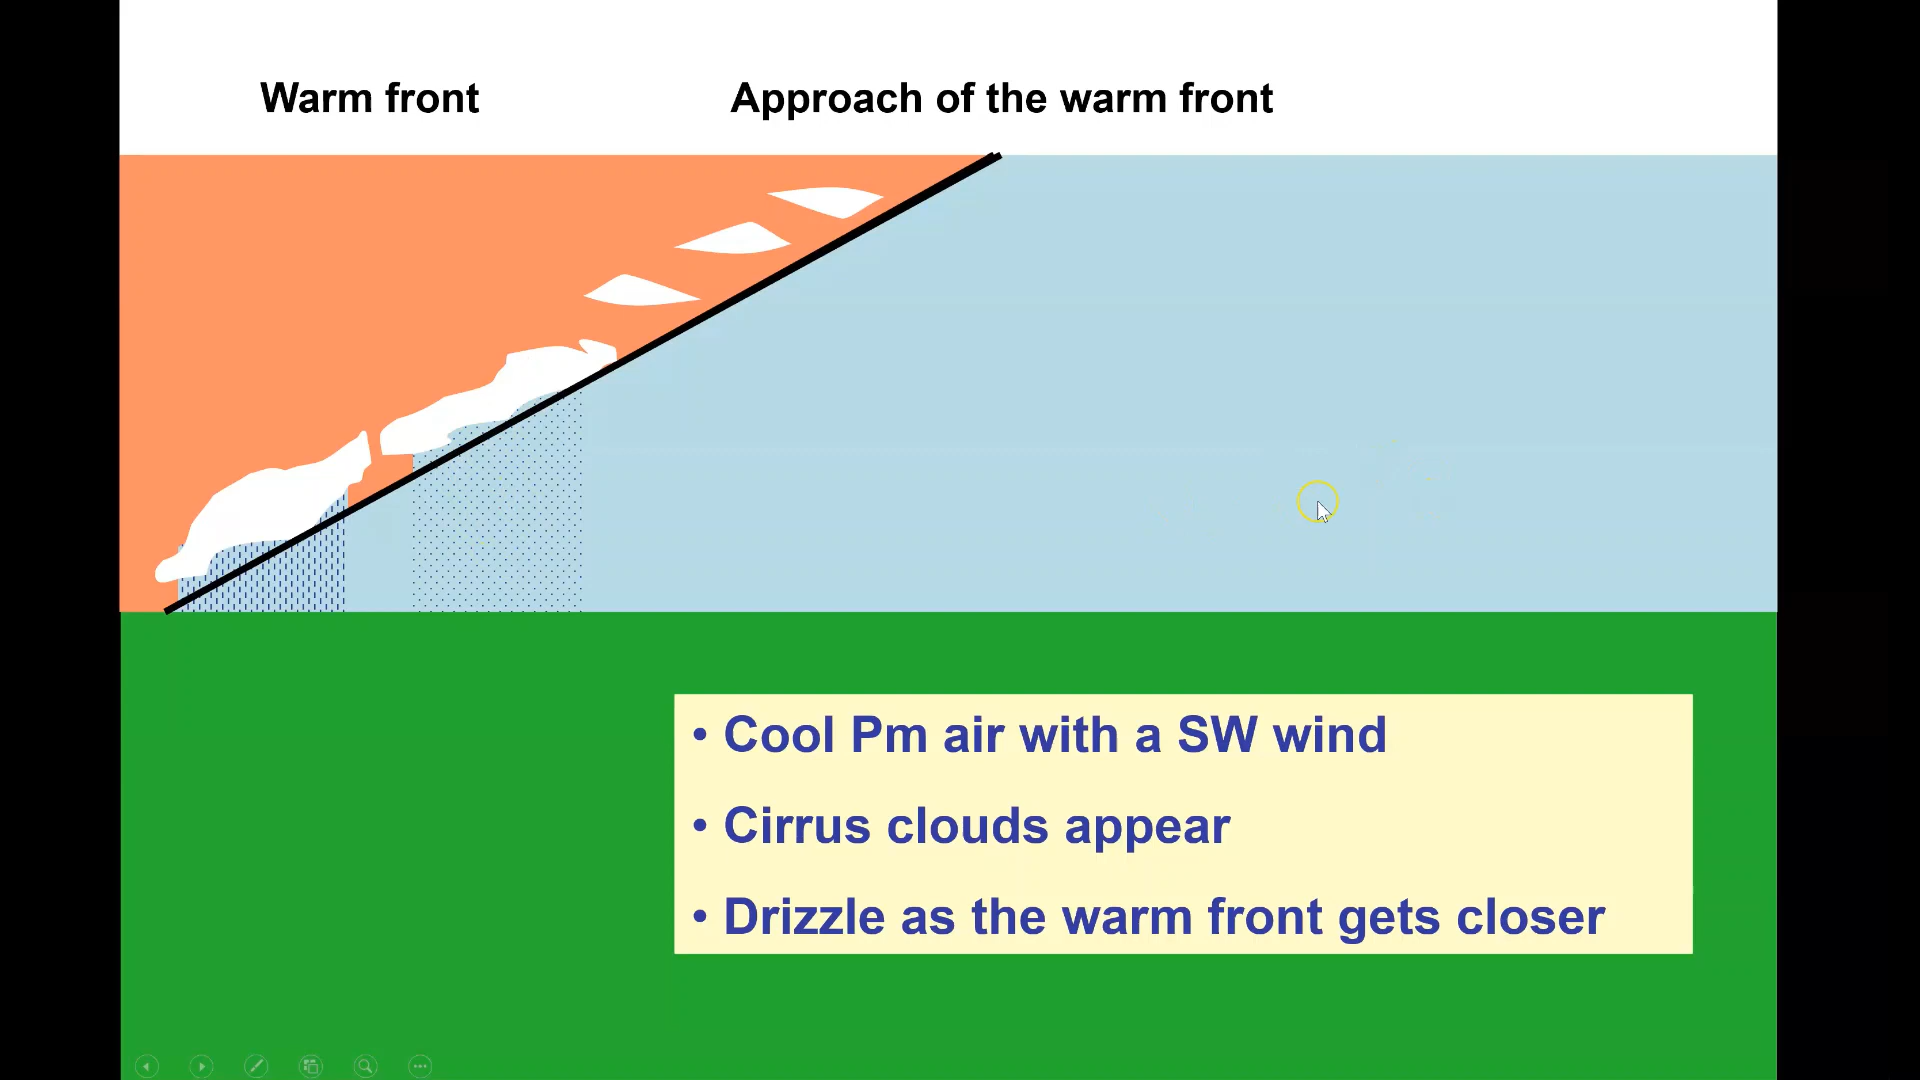 Warm front
Approach of the warm front
• Cool Pm air with a SW wind
• Cirrus clouds appear
• Drizzle as the warm front gets closer